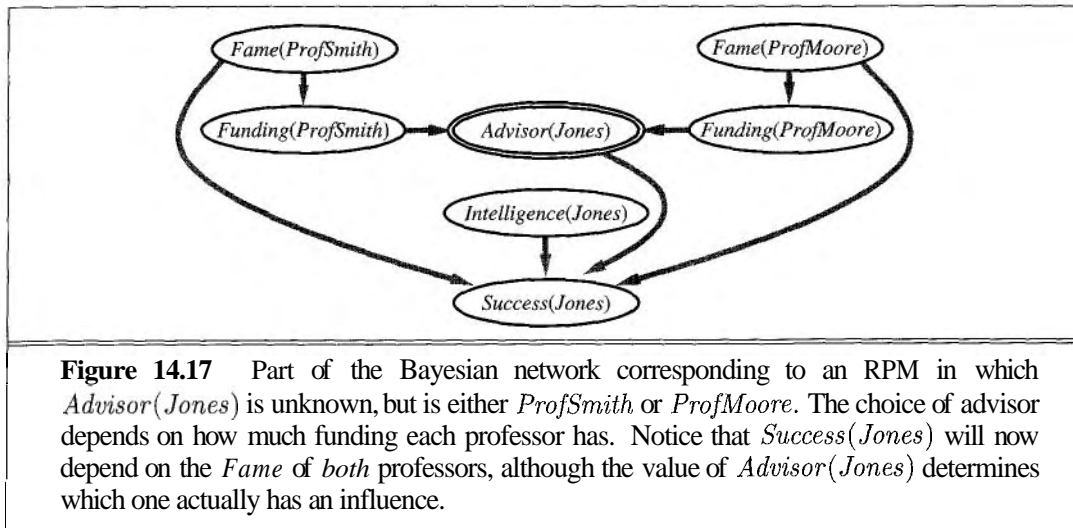 Fame(ProfSmith)
Fame(ProfMoore)
Funding(ProfSmith)
Advisor(Jones)
Funding(ProfMoore)
Intelligence(Jones)
Success(Jones)
Figure 14.17 Part of the Bayesian network corresponding to an RPM in which
Advisor(Jones) is unknown, but is either ProfSmith or ProfMoore. The choice of advisor
depends on how much funding each professor has. Notice that Success(Jones) will now
depend on the Fame of both professors, although the value of Advisor(Jones) determines
which one actually has an influence.